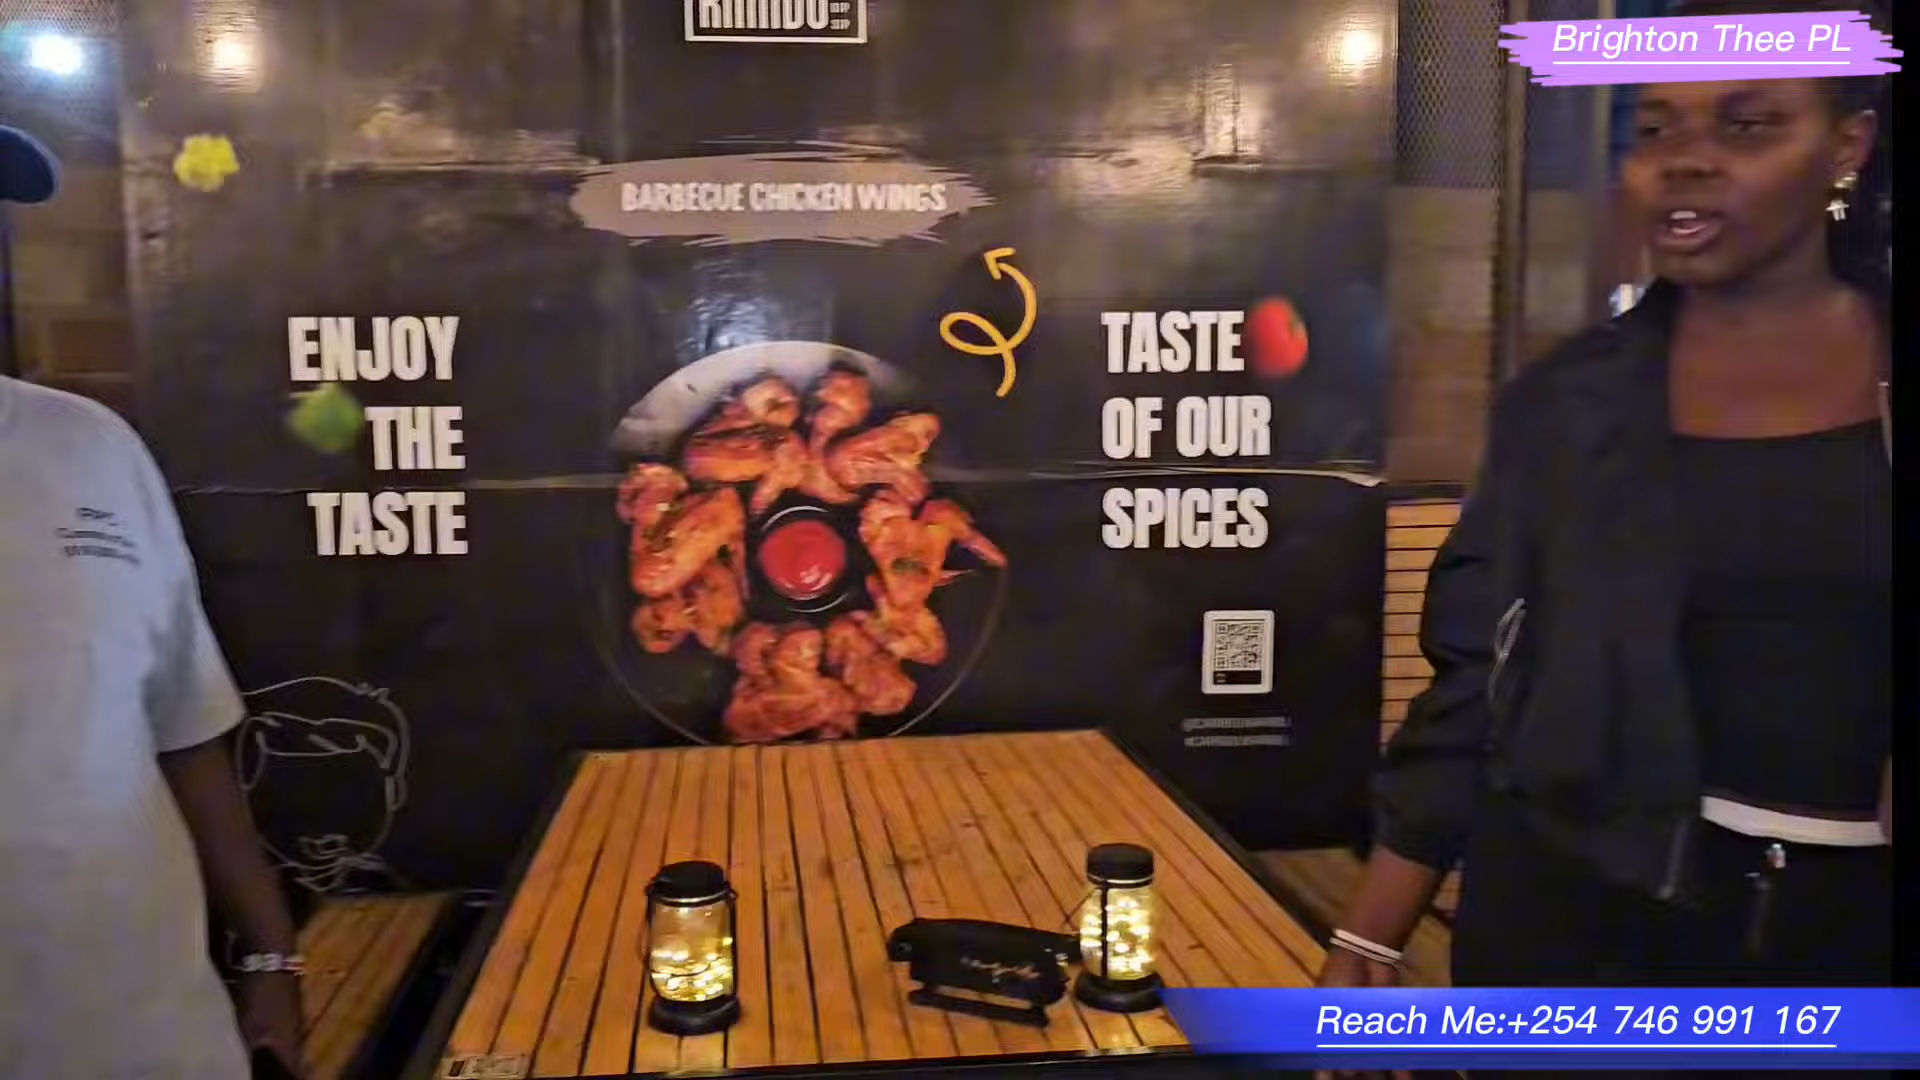 Brighton Thee PL
BARBECUE CHICKEN WINGS
ENJOY
THE
TASTE
TASTE
OF OUR
SPICES
Reach Me:+254 746 991 167